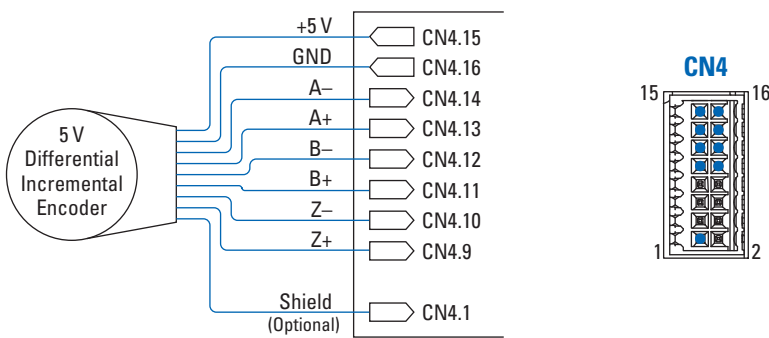 +5 V CN4.15
GND CN4.16
A– CN4.14
A+ CN4.13
B– CN4.12
B+ CN4.11
Z– CN4.10
Z+ CN4.9
Shield CN4.1
(Optional)
5 V
Differential
Incremental
Encoder
CN4
15 16
1 2